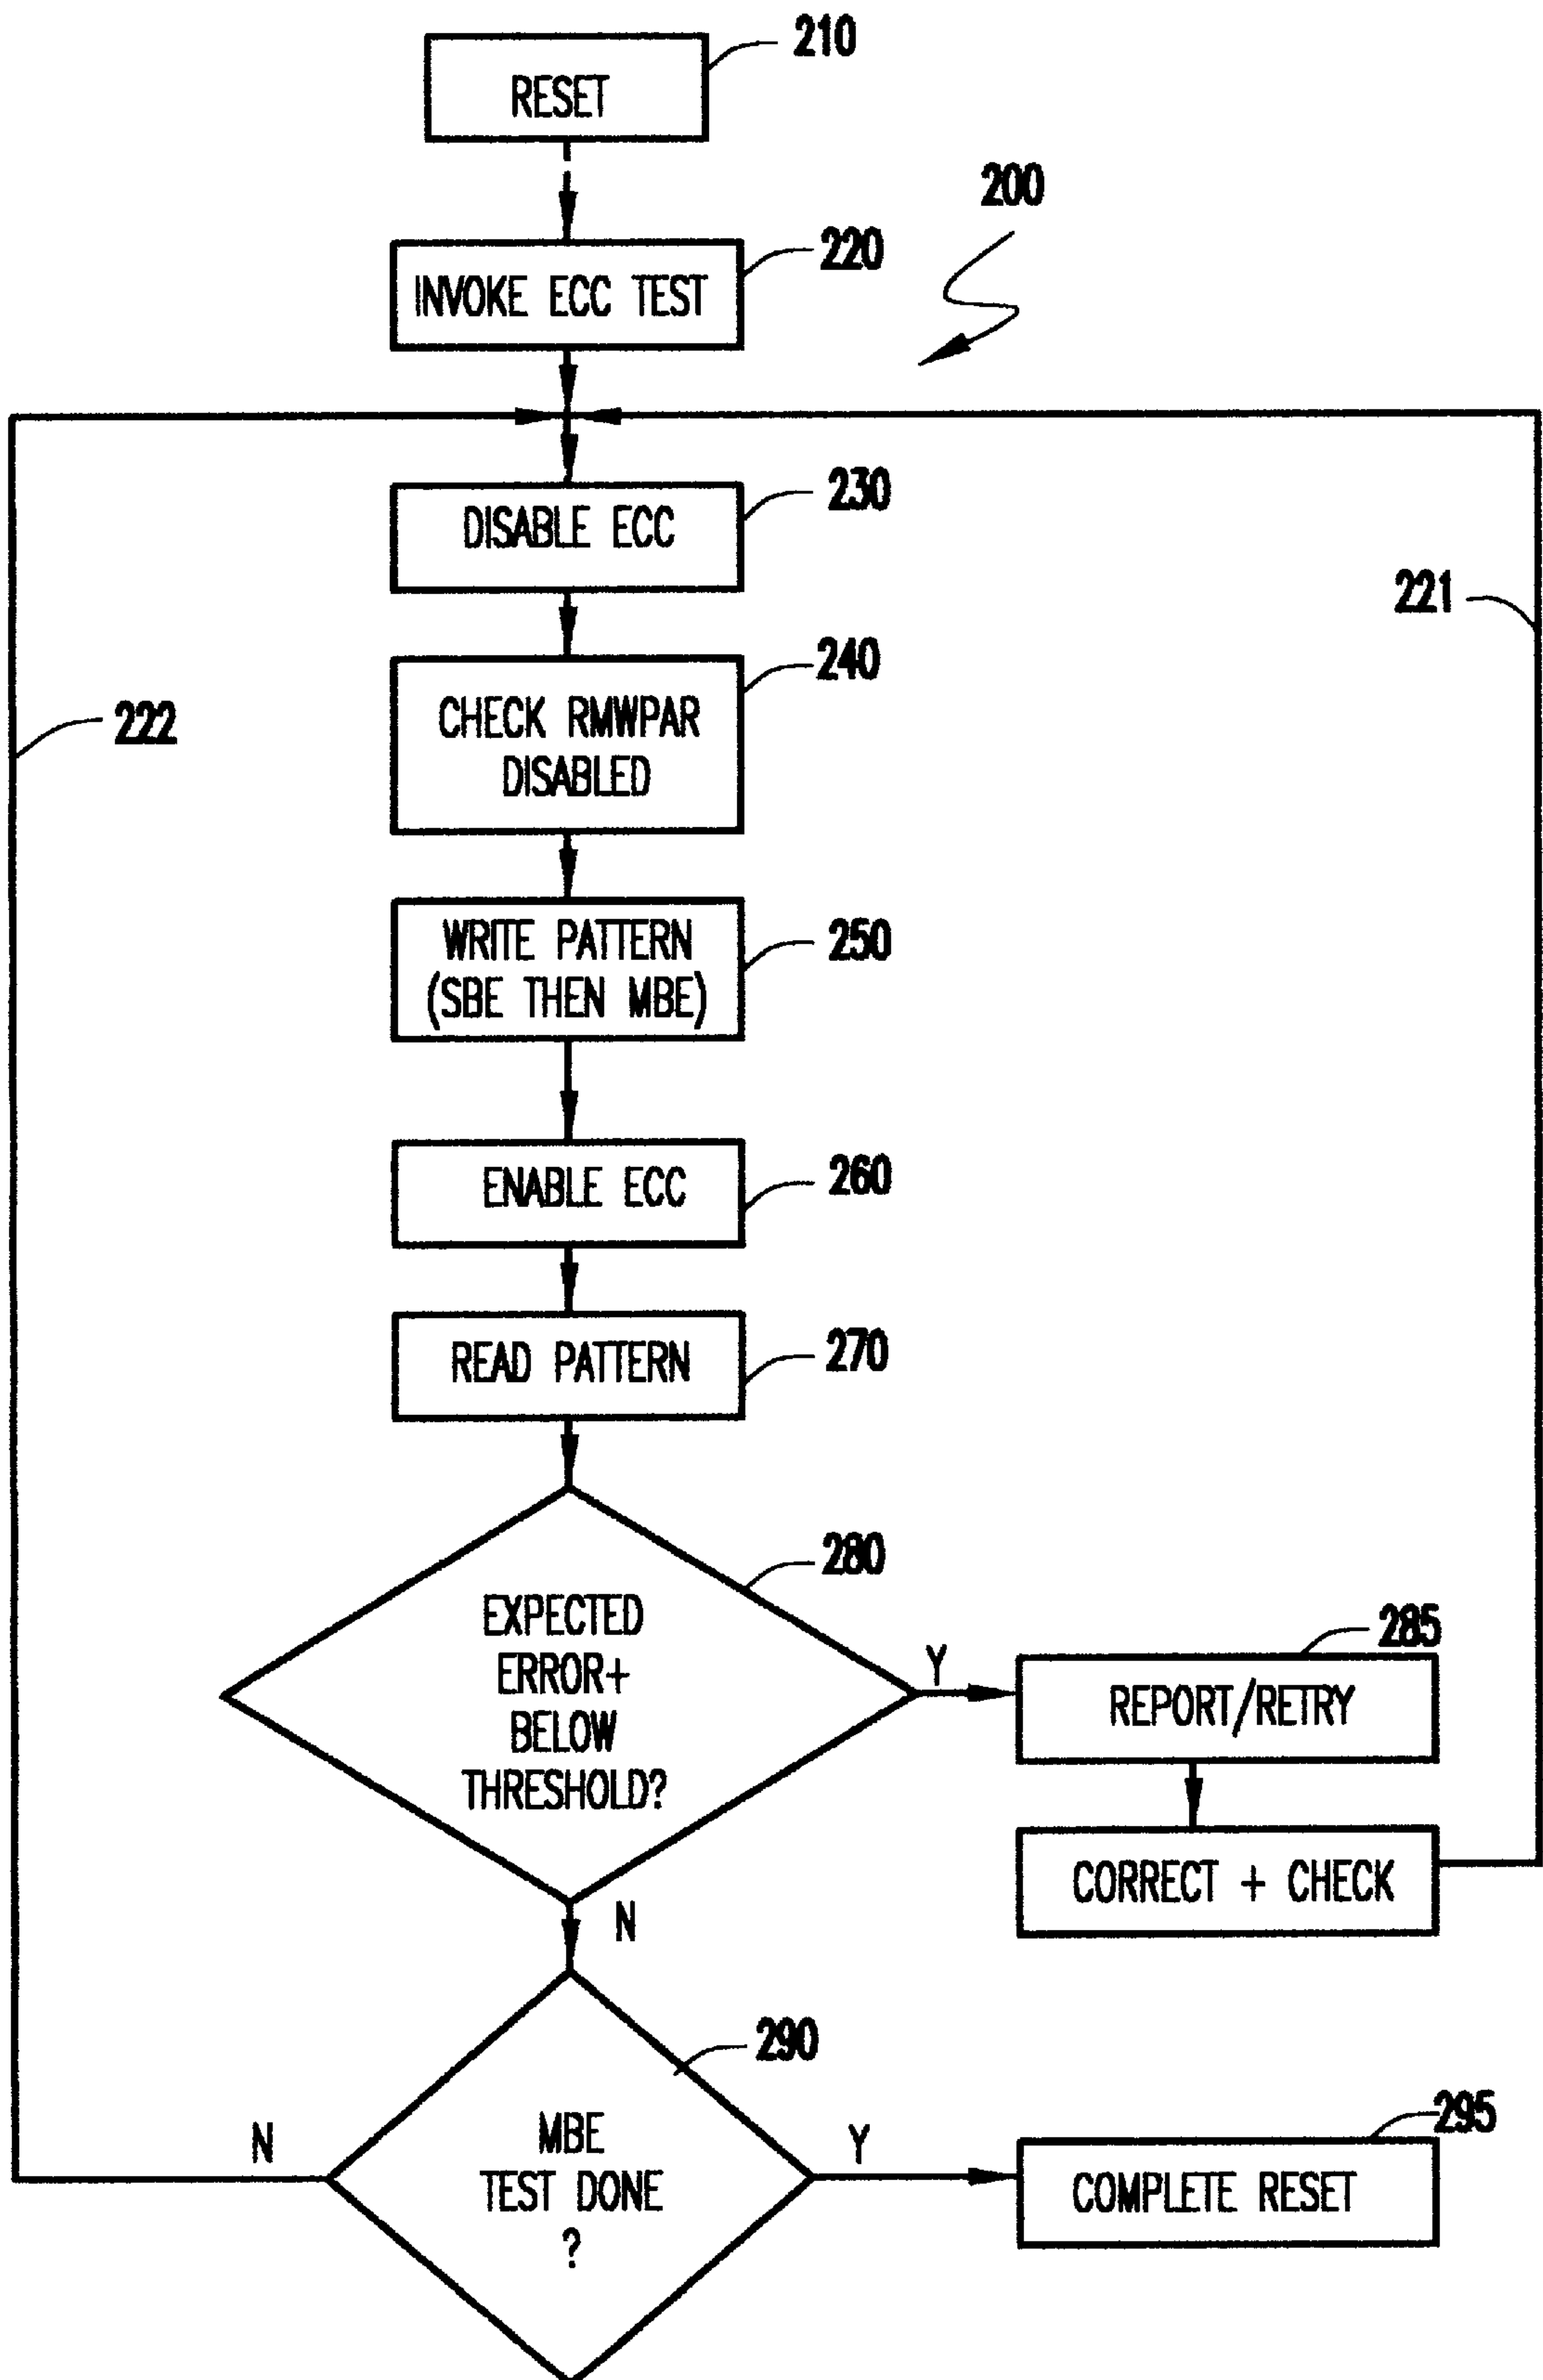 210
RESET
200
220
INVOKE ECC TEST
230
DISABLE ECC
221
240
CHECK RMWPAR
DISABLED
222
WRITE PATTERN
(SBE THEN MBE)
250
ENABLE ECC
260
READ PATTERN
270
280
EXPECTED
ERROR+
BELOW
THRESHOLD?
Y
285
REPORT/RETRY
CORRECT + CHECK
N
290
MBE
TEST DONE
?
N
Y
295
COMPLETE RESET